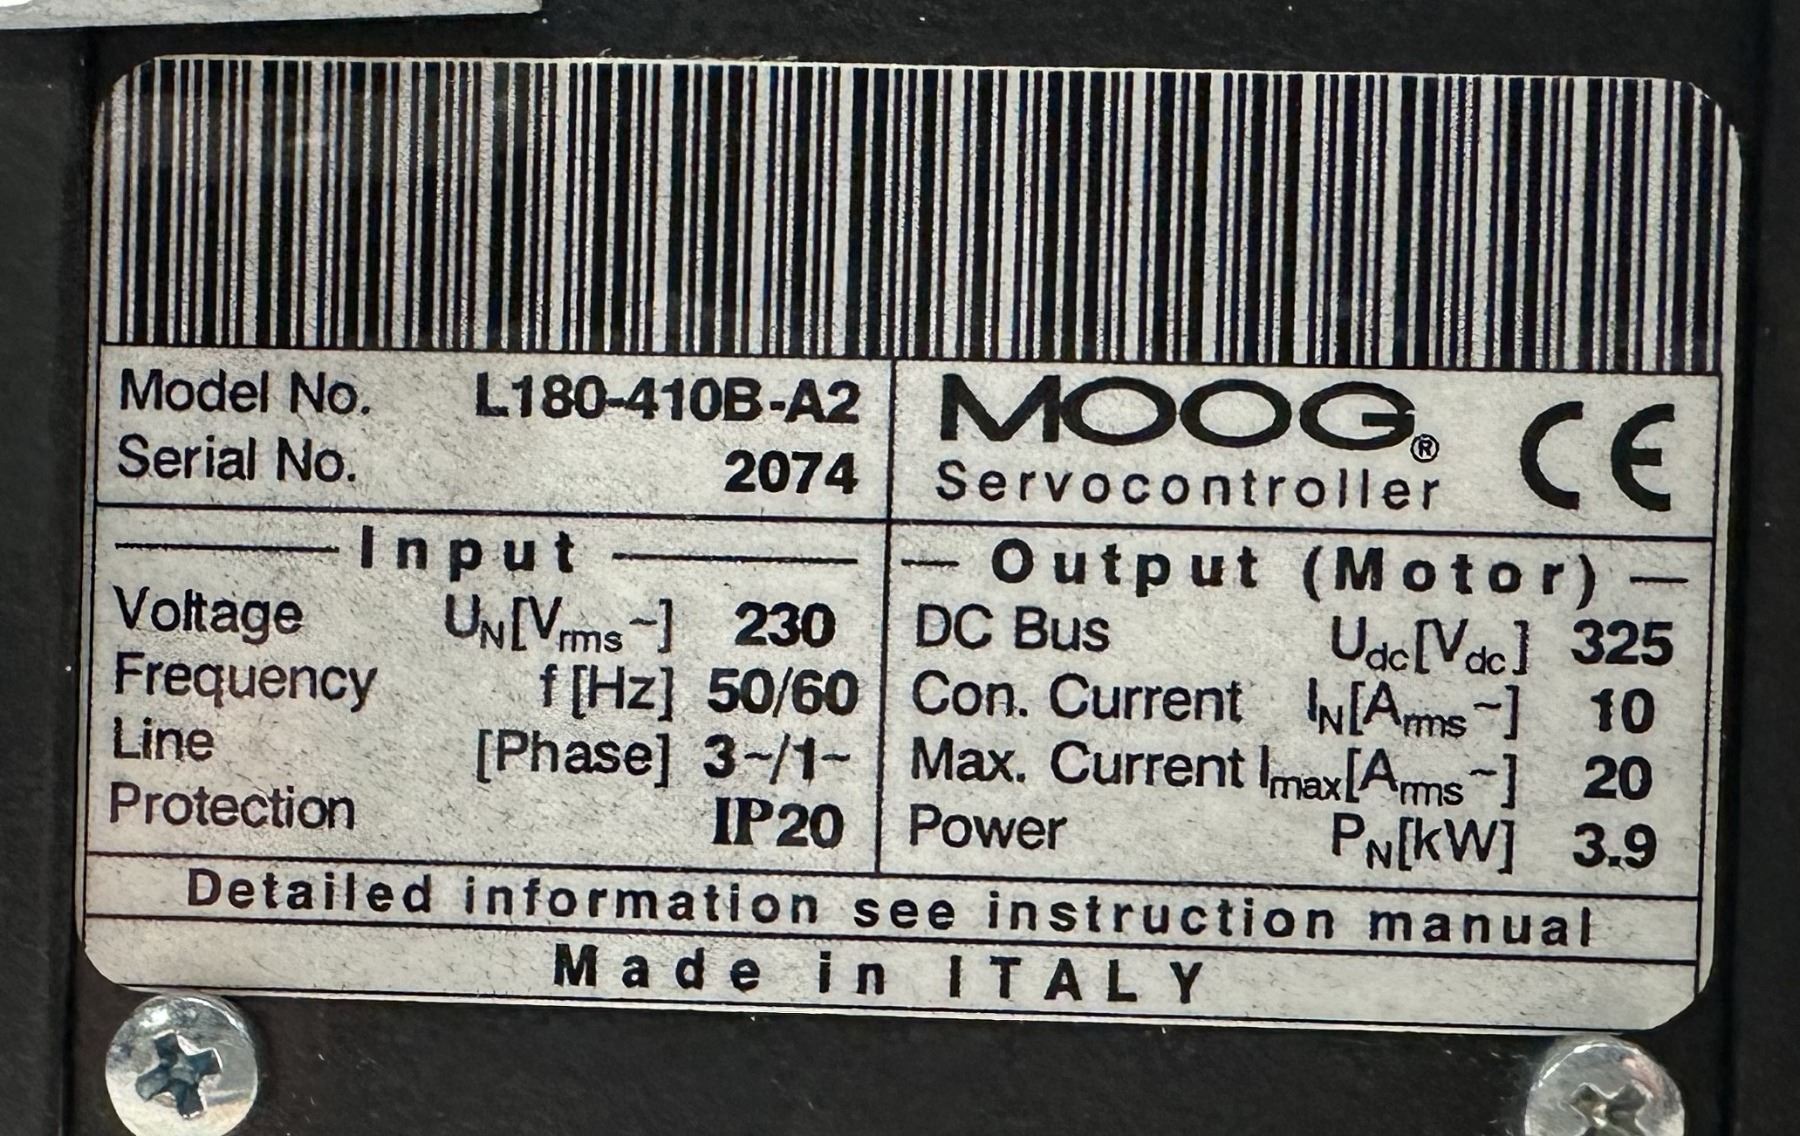 Model No. L180-410B-A2
Serial No. 2074
MOOG®
Servocontroller
CE
Input
Voltage UN[Vrms~] 230
Frequency f[Hz] 50/60
Line [Phase] 3~/1~
Protection IP20
Output (Motor)
DC Bus Udc[Vdc] 325
Con. Current IN[Arms~] 10
Max. Current Imax[Arms~] 20
Power PN[kW] 3.9
Detailed information see instruction manual
Made in ITALY